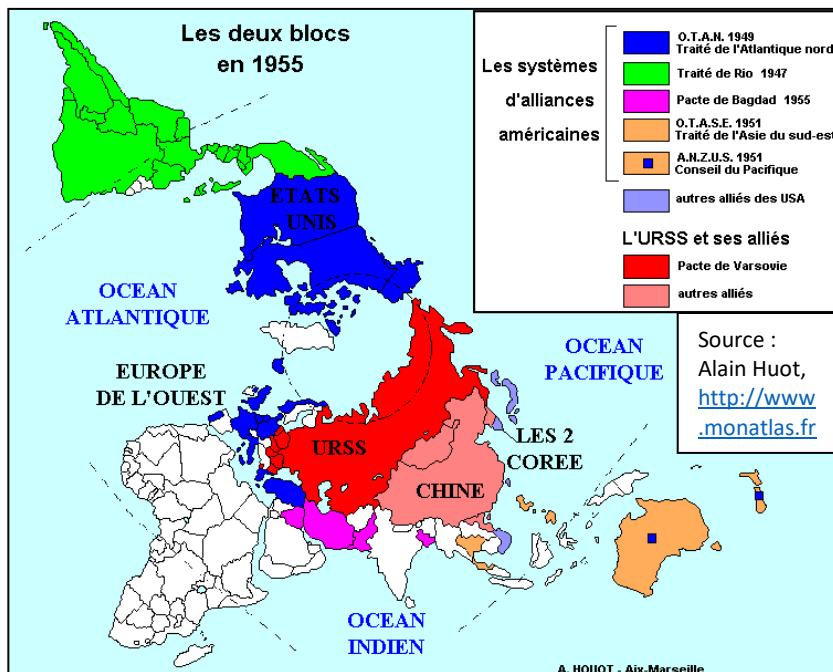 Les deux blocs
en 1955
Les systèmes
d'alliances
américaines
O.T.A.N. 1949
Traité de l'Atlantique nord
Traité de Rio 1947
Pacte de Bagdad 1955
O.T.A.S.E. 1951
Traité de l'Asie du sud-est
A.N.Z.U.S. 1951
Conseil du Pacifique
autres alliés des USA
L'URSS et ses alliés
Pacte de Varsovie
autres alliés
Source :
Alain Huot,
http://www
.monatlas.fr
ETATS
UNIS
OCEAN
ATLANTIQUE
OCEAN
PACIFIQUE
EUROPE
DE L'OUEST
URSS
LES 2
COREE
CHINE
OCEAN
INDIEN
A. HOUOT - Aix-Marseille